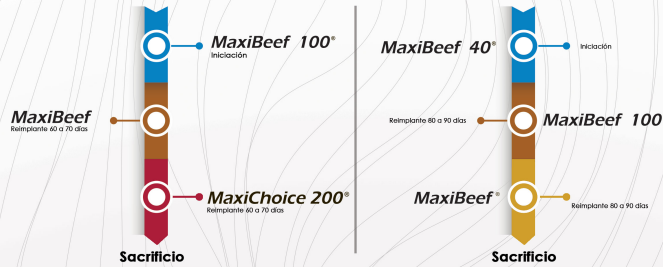 MaxiBeef 100®
Iniciación
MaxiBeef
Reimplante 60 a 70 días
MaxiChoice 200®
Reimplante 60 a 70 días
Sacrificio
MaxiBeef 40®
Iniciación
Reimplante 80 a 90 días
MaxiBeef 100
MaxiBeef®
Reimplante 80 a 90 días
Sacrificio